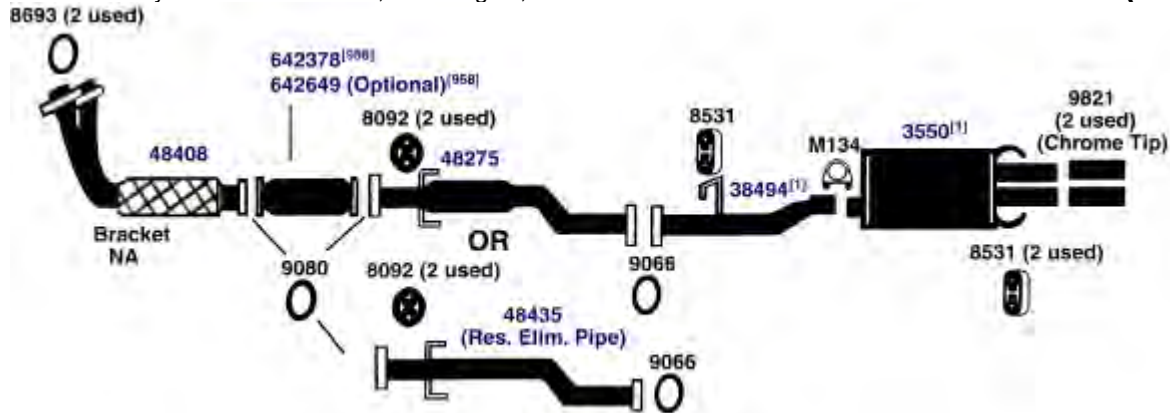 8693 (2 used)
642378[986]
642649 (Optional)[958]
8092 (2 used)
48408
48275
8531
M134
3550[1]
9821
(2 used)
(Chrome Tip)
38494[1]
Bracket
NA
OR
9080
8092 (2 used)
9066
8531 (2 used)
48435
(Res. Elim. Pipe)
9066